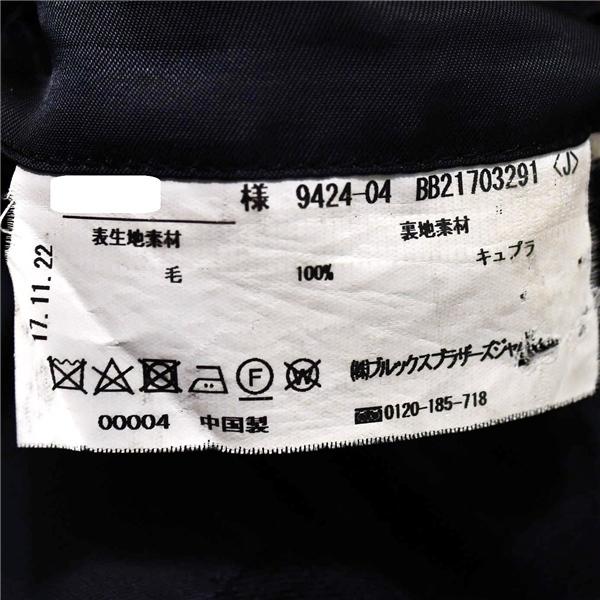 様 9424-04 BB21703291 〈J〉
表生地素材 裏地素材
毛 100% キュプラ
17.11.22
㈱ブルックスブラザーズジャ
F W
00004 中国製 0120-185-718